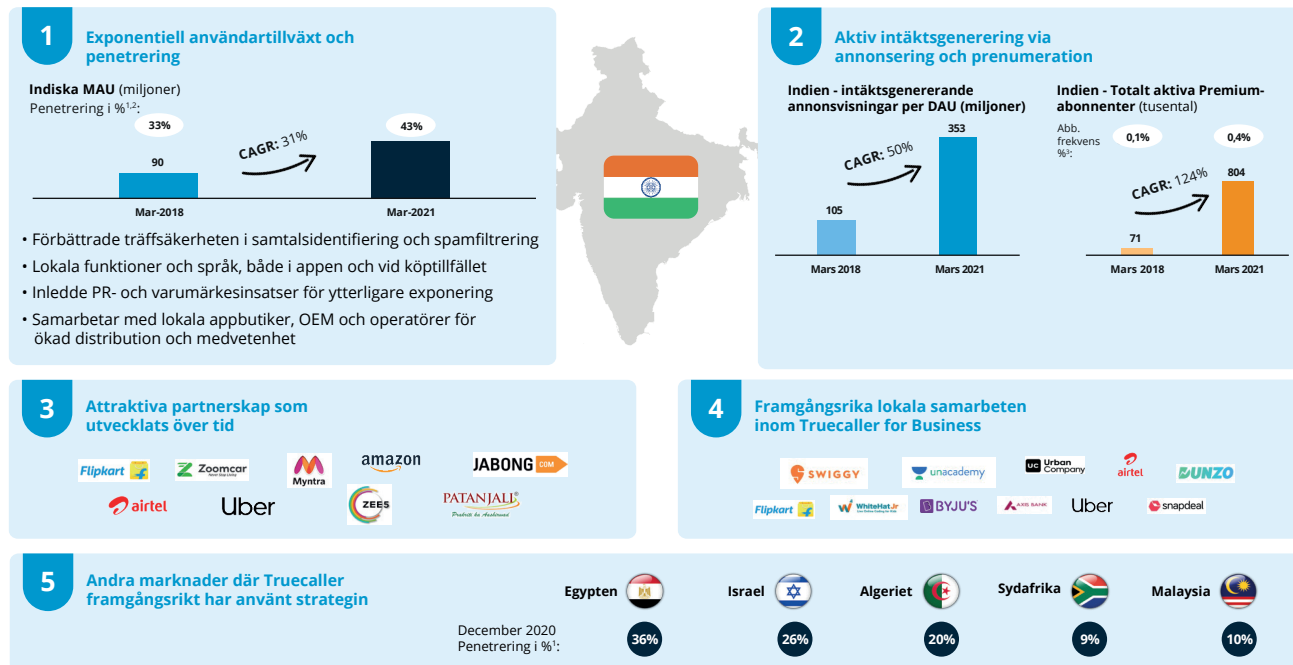 1
Exponentiell användartillväxt och
penetrering
Indiska MAU (miljoner)
Penetrering i %1,2:
33%
43%
90
CAGR: 31%
Mar-2018
Mar-2021
• Förbättrade träffsäkerheten i samtalsidentifiering och spamfiltrering
• Lokala funktioner och språk, både i appen och vid köptillfället
• Inledde PR- och varumärkesinsatser för ytterligare exponering
• Samarbetar med lokala appbutiker, OEM och operatörer för
ökad distribution och medvetenhet
2
Aktiv intäktsgenerering via
annonsering och prenumeration
Indien - intäktsgenererande
annonsvisningar per DAU (miljoner)
353
CAGR: 50%
105
Mars 2018
Mars 2021
Indien - Totalt aktiva Premium-
abonnenter (tusental)
Abb.
frekvens
%3:
0,1%
0,4%
CAGR: 124%
804
71
Mars 2018
Mars 2021
3
Attraktiva partnerskap som
utvecklats över tid
Flipkart
Zoomcar
Myntra
amazon
JABONG COM
airtel
Uber
ZEE5
PATANJALI®
Prakriti ka Aashirwad
4
Framgångsrika lokala samarbeten
inom Truecaller for Business
SWIGGY
unacademy
UC Urban
Company
airtel
DUNZO
Flipkart
WhiteHat Jr
BYJU'S
AXIS BANK
Uber
snapdeal
5
Andra marknader där Truecaller
framgångsrikt har använt strategin
Egypten
Israel
Algeriet
Sydafrika
Malaysia
December 2020
Penetrering i %1:
36%
26%
20%
9%
10%